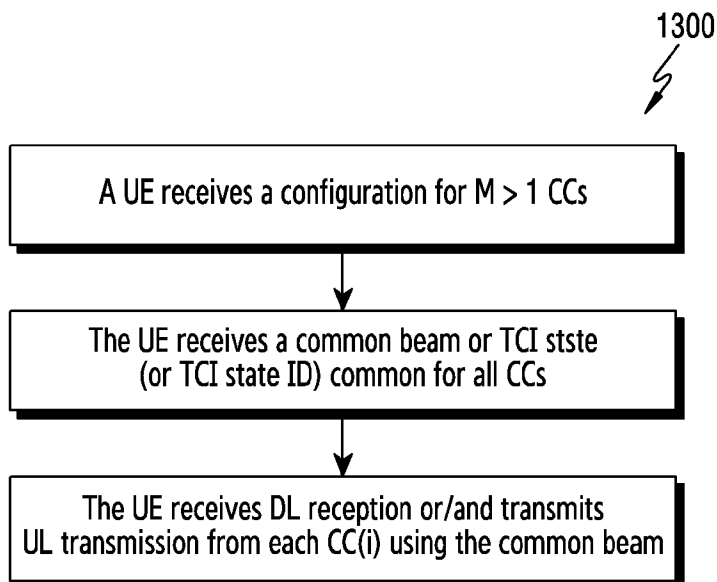 1300
A UE receives a configuration for M > 1 CCs
The UE receives a common beam or TCI stste
(or TCI state ID) common for all CCs
The UE receives DL reception or/and transmits
UL transmission from each CC(i) using the common beam